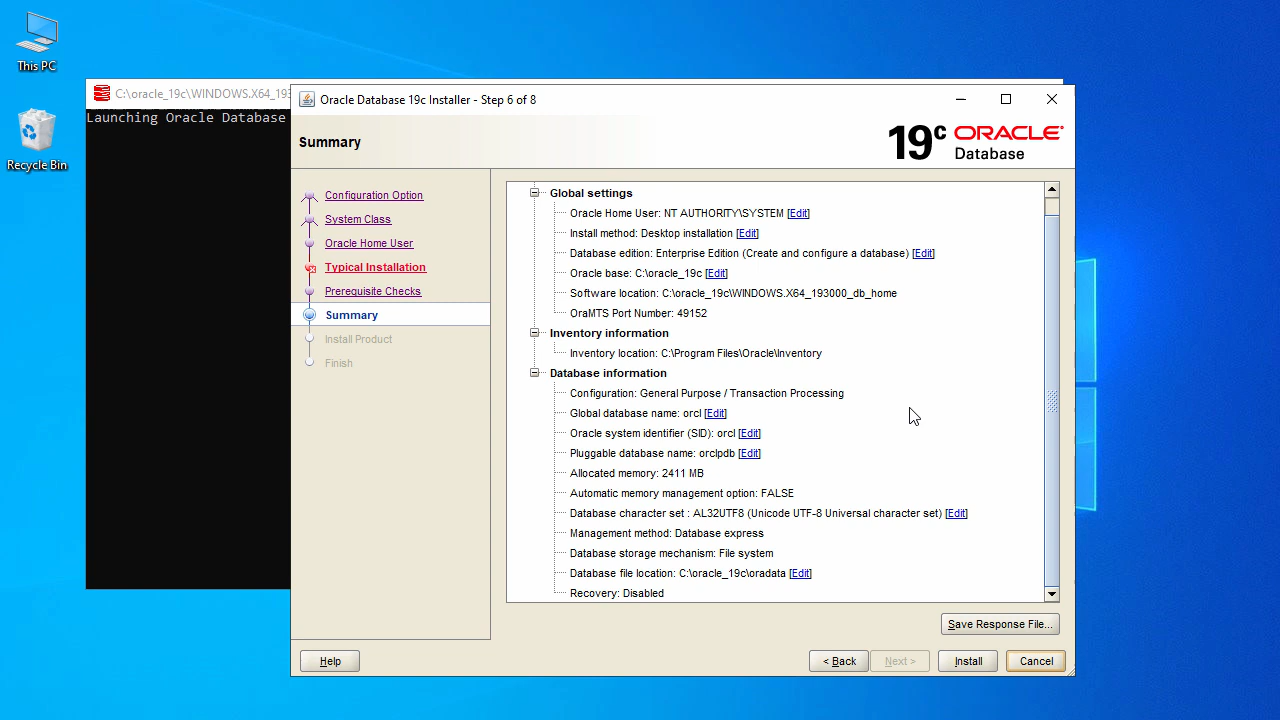 This PC
Recycle Bin
C:\oracle_19c\WINDOWS.X64_193
Launching Oracle Database
Oracle Database 19c Installer - Step 6 of 8
Summary
19c ORACLE
Database
Configuration Option
System Class
Oracle Home User
Typical Installation
Prerequisite Checks
Summary
Install Product
Finish
Global settings
Oracle Home User: NT AUTHORITY\SYSTEM [Edit]
Install method: Desktop installation [Edit]
Database edition: Enterprise Edition (Create and configure a database) [Edit]
Oracle base: C:\oracle_19c [Edit]
Software location: C:\oracle_19c\WINDOWS.X64_193000_db_home
OraMTS Port Number: 49152
Inventory information
Inventory location: C:\Program Files\Oracle\Inventory
Database information
Configuration: General Purpose / Transaction Processing
Global database name: orcl [Edit]
Oracle system identifier (SID): orcl [Edit]
Pluggable database name: orclpdb [Edit]
Allocated memory: 2411 MB
Automatic memory management option: FALSE
Database character set : AL32UTF8 (Unicode UTF-8 Universal character set) [Edit]
Management method: Database express
Database storage mechanism: File system
Database file location: C:\oracle_19c\oradata [Edit]
Recovery: Disabled
Save Response File...
Help
< Back
Next >
Install
Cancel